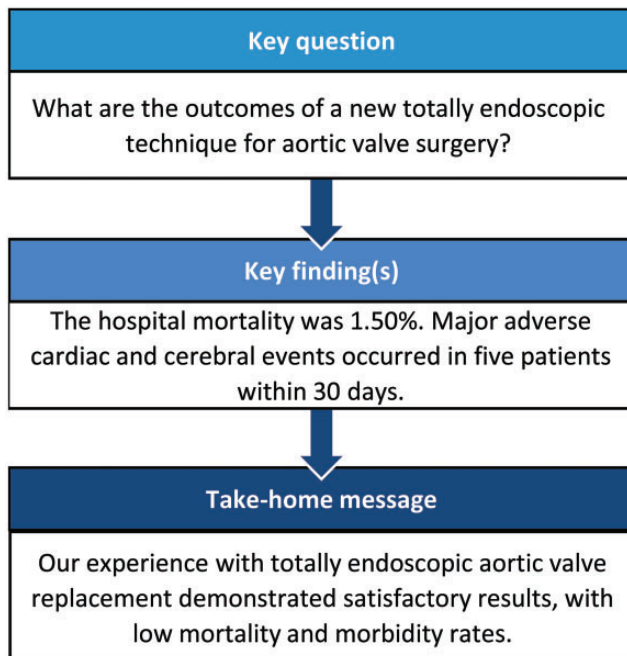 Key question
What are the outcomes of a new totally endoscopic
technique for aortic valve surgery?
Key finding(s)
The hospital mortality was 1.50%. Major adverse
cardiac and cerebral events occurred in five patients
within 30 days.
Take-home message
Our experience with totally endoscopic aortic valve
replacement demonstrated satisfactory results, with
low mortality and morbidity rates.